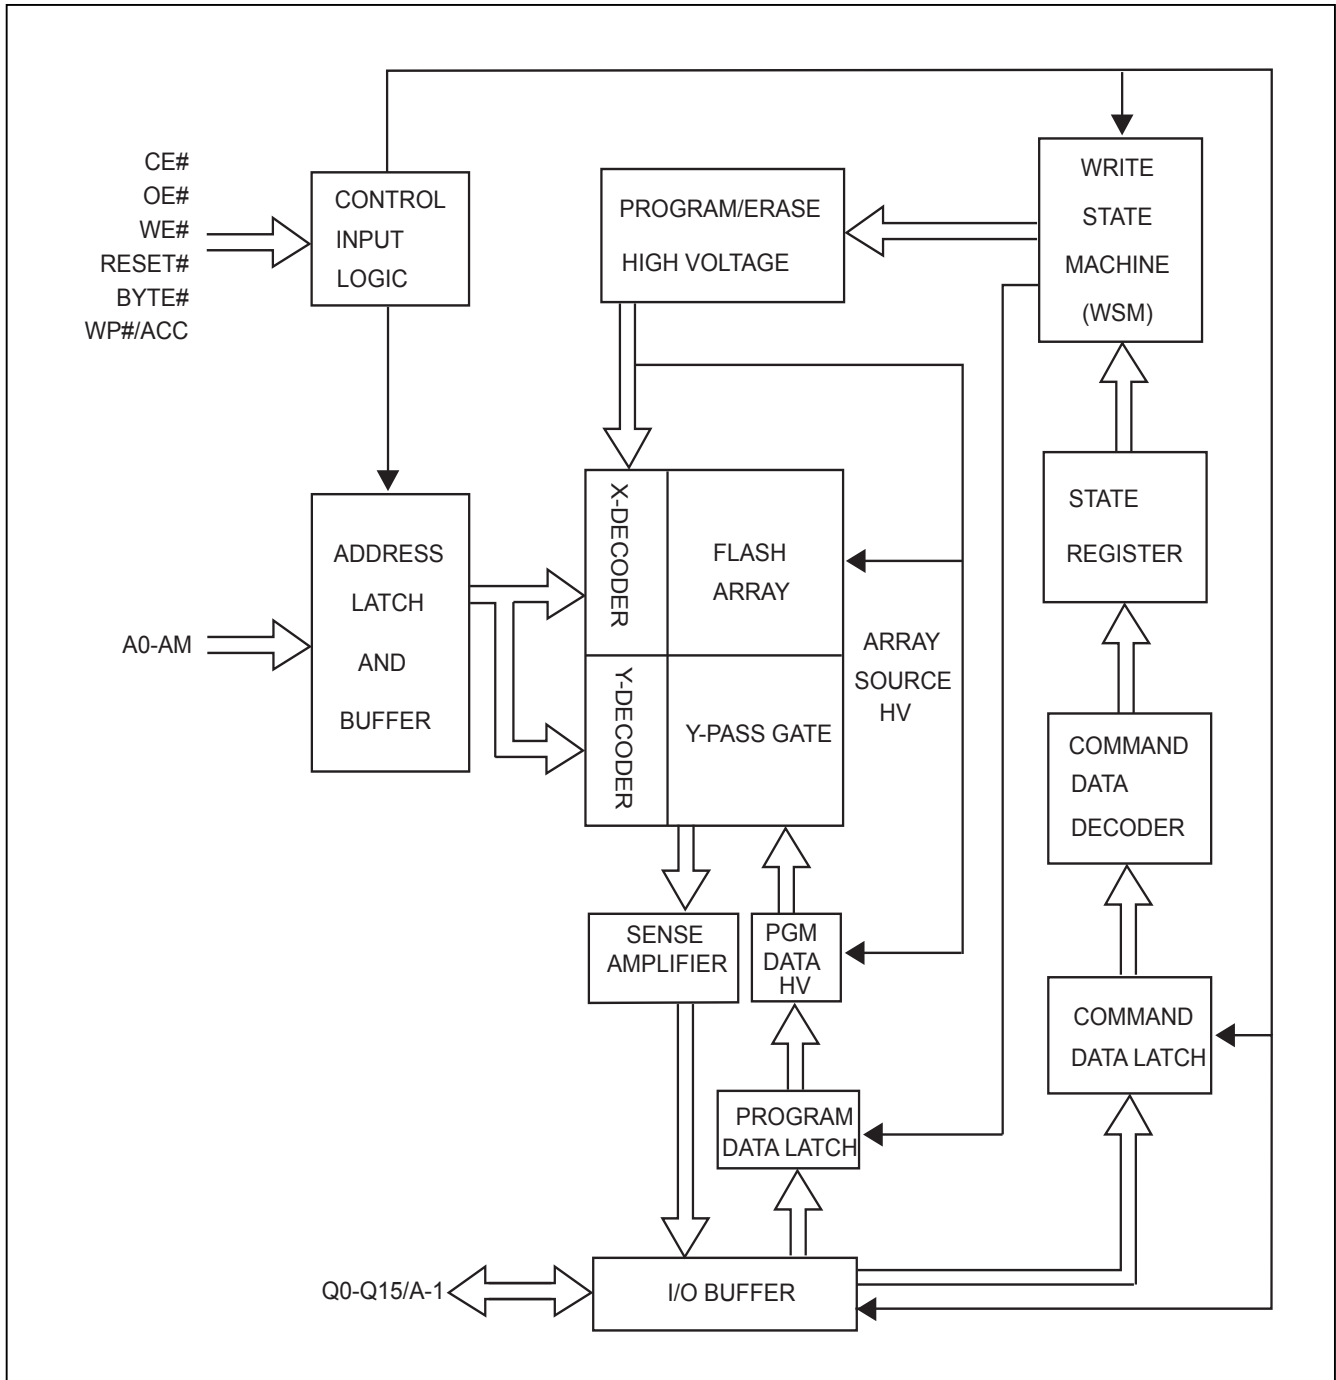 CE#
OE#
WE#
RESET#
BYTE#
WP#/ACC
CONTROL
INPUT
LOGIC
PROGRAM/ERASE
HIGH VOLTAGE
WRITE
STATE
MACHINE
(WSM)
STATE
REGISTER
A0-AM
ADDRESS
LATCH
AND
BUFFER
X-DECODER
FLASH
ARRAY
Y-DECODER
Y-PASS GATE
ARRAY
SOURCE
HV
COMMAND
DATA
DECODER
SENSE
AMPLIFIER
PGM
DATA
HV
COMMAND
DATA LATCH
PROGRAM
DATA LATCH
Q0-Q15/A-1
I/O BUFFER